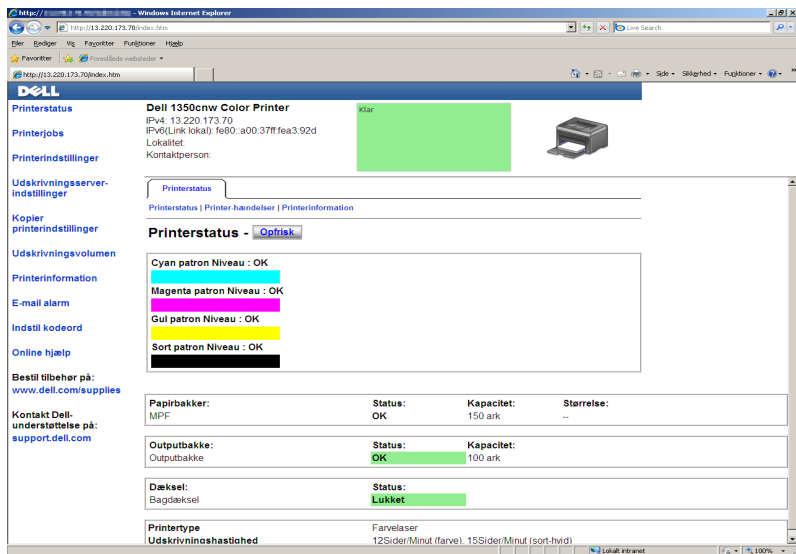 http:// - Windows Internet Explorer
http://13.220.173.70/index.htm
Live Search
Filer Rediger Vis Favoritter Funktioner Hjælp
Favoritter Foreslåede websteder
http://13.220.173.70/index.htm
Side Sikkerhed Funktioner
DELL
Printerstatus
Printerjobs
Printerindstillinger
Udskrivningsserver-
indstillinger
Kopier
printerindstillinger
Udskrivningsvolumen
Printerinformation
E-mail alarm
Indstil kodeord
Online hjælp
Bestil tilbehør på:
www.dell.com/supplies
Kontakt Dell-
understøttelse på:
support.dell.com
Dell 1350cnw Color Printer
IPv4: 13.220.173.70
IPv6(Link lokal): fe80::a00:37ff:fea3:92d
Lokalitet:
Kontaktperson:
Klar
Printerstatus
Printerstatus | Printer-hændelser | Printerinformation
Printerstatus - Opfrisk
Cyan patron Niveau : OK
Magenta patron Niveau : OK
Gul patron Niveau : OK
Sort patron Niveau : OK
Papirbakker: Status: Kapacitet: Størrelse:
MPF OK 150 ark --
Outputbakke: Status: Kapacitet:
Outputbakke OK 100 ark
Dæksel: Status:
Bagdæksel Lukket
Printertype Farvelaser
Udskrivningshastighed 12Sider/Minut (farve), 15Sider/Minut (sort-hvid)
Lokalt intranet 100%